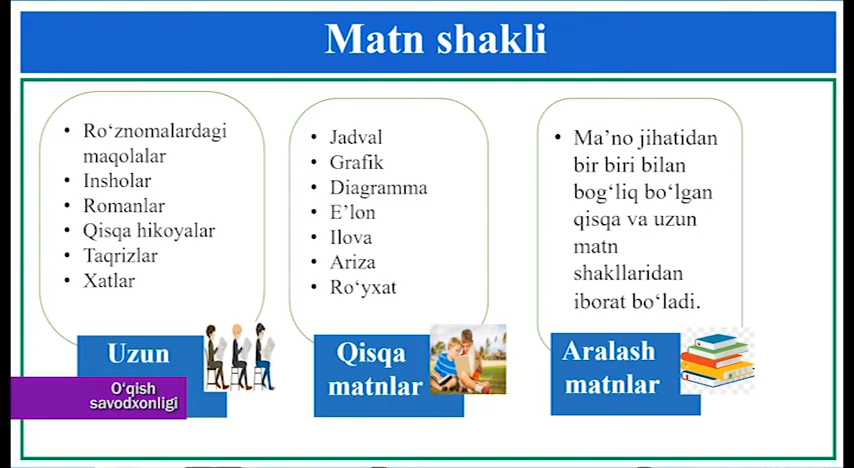 Matn shakli
• Ro‘znomalardagi
maqolalar
• Insholar
• Romanlar
• Qisqa hikoyalar
• Taqrizlar
• Xatlar
Uzun
O‘qish
savodxonligi
• Jadval
• Grafik
• Diagramma
• E’lon
• Ilova
• Ariza
• Ro‘yxat
Qisqa
matnlar
• Ma’no jihatidan
bir biri bilan
bog‘liq bo‘lgan
qisqa va uzun
matn
shakllaridan
iborat bo‘ladi.
Aralash
matnlar